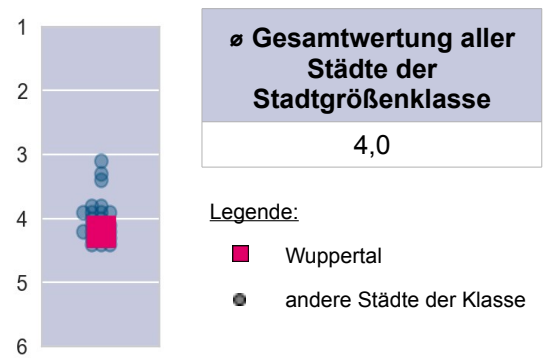 1
2
3
4
5
6
ø Gesamtwertung aller
Städte der
Stadtgrößenklasse
4,0
Legende:
Wuppertal
andere Städte der Klasse